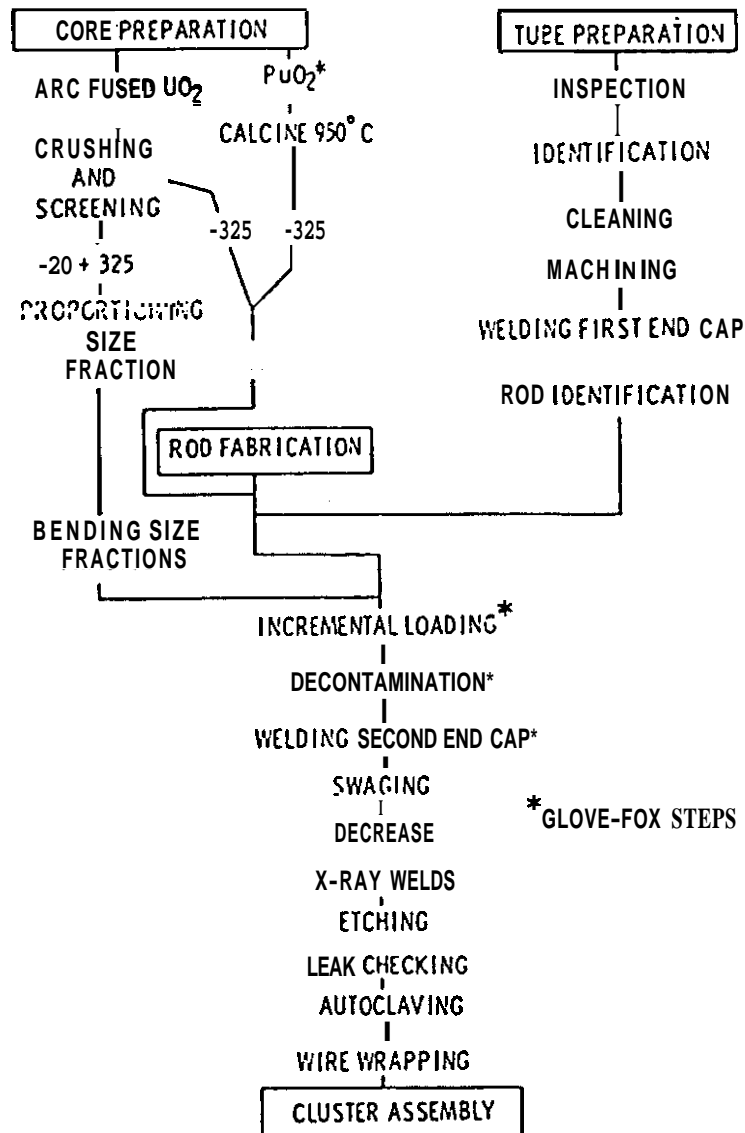 CORE PREPARATION
ARC FUSED UO₂
PuO₂*
CALCINE 950° C
CRUSHING
AND
SCREENING
-325
-325
-20 + 325
PROPORTIONING
SIZE
FRACTION
TUBE PREPARATION
INSPECTION
IDENTIFICATION
CLEANING
MACHINING
WELDING FIRST END CAP
ROD IDENTIFICATION
ROD FABRICATION
BENDING SIZE
FRACTIONS
INCREMENTAL LOADING*
DECONTAMINATION*
WELDING SECOND END CAP*
SWAGING
DECREASE
*GLOVE-FOX STEPS
X-RAY WELDS
ETCHING
LEAK CHECKING
AUTOCLAVING
WIRE WRAPPING
CLUSTER ASSEMBLY